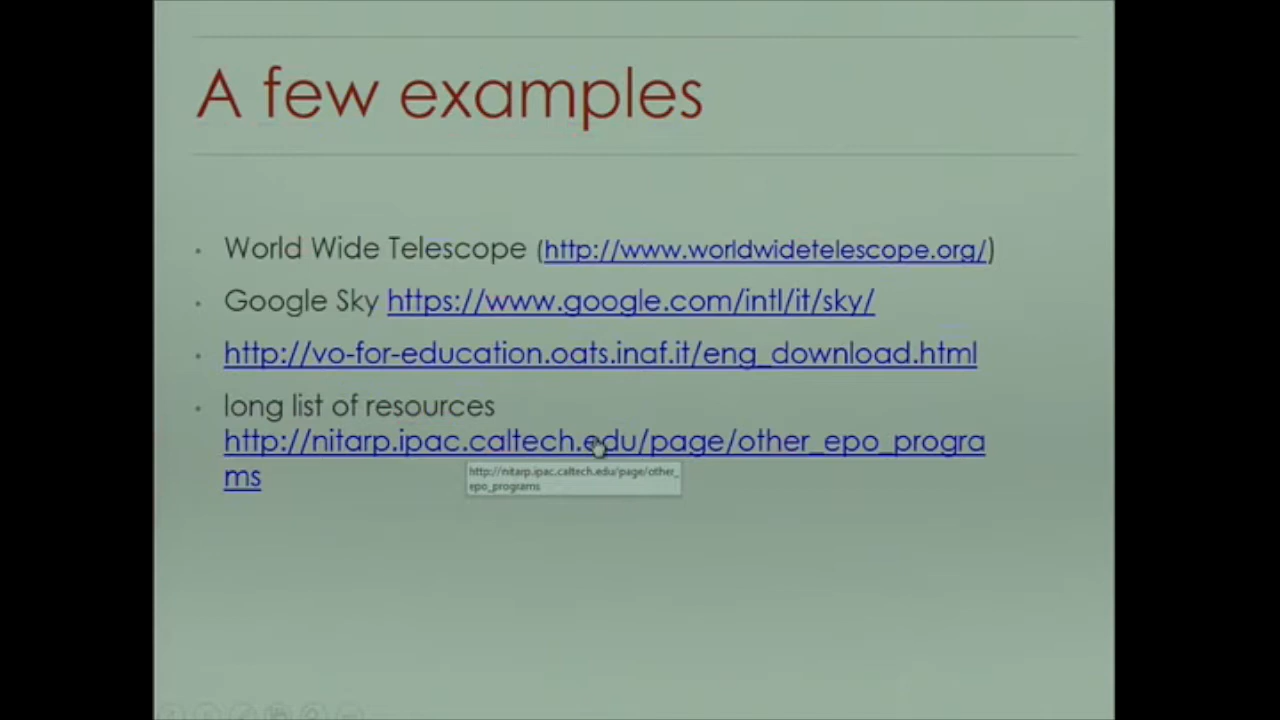 A few examples
• World Wide Telescope (http://www.worldwidetelescope.org/)
• Google Sky https://www.google.com/intl/it/sky/
• http://vo-for-education.oats.inaf.it/eng_download.html
• long list of resources
http://nitarp.ipac.caltech.edu/page/other_epo_progra
ms
http://nitarp.ipac.caltech.edu/page/other_
epo_programs